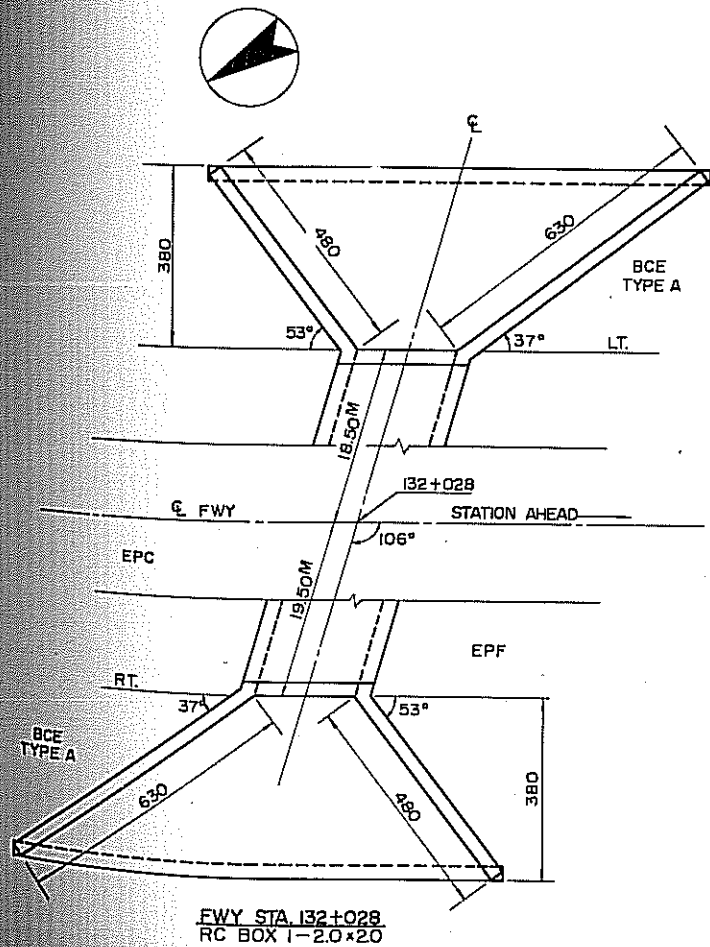 ℄
380
480
630
BCE
TYPE A
53°
37°
LT.
18.50M
132+028
℄ FWY
STATION AHEAD
106°
EPC
19.50M
EPF
RT.
37°
53°
BCE
TYPE A
630
480
380
FWY STA. 132+028
RC BOX 1-2.0×2.0